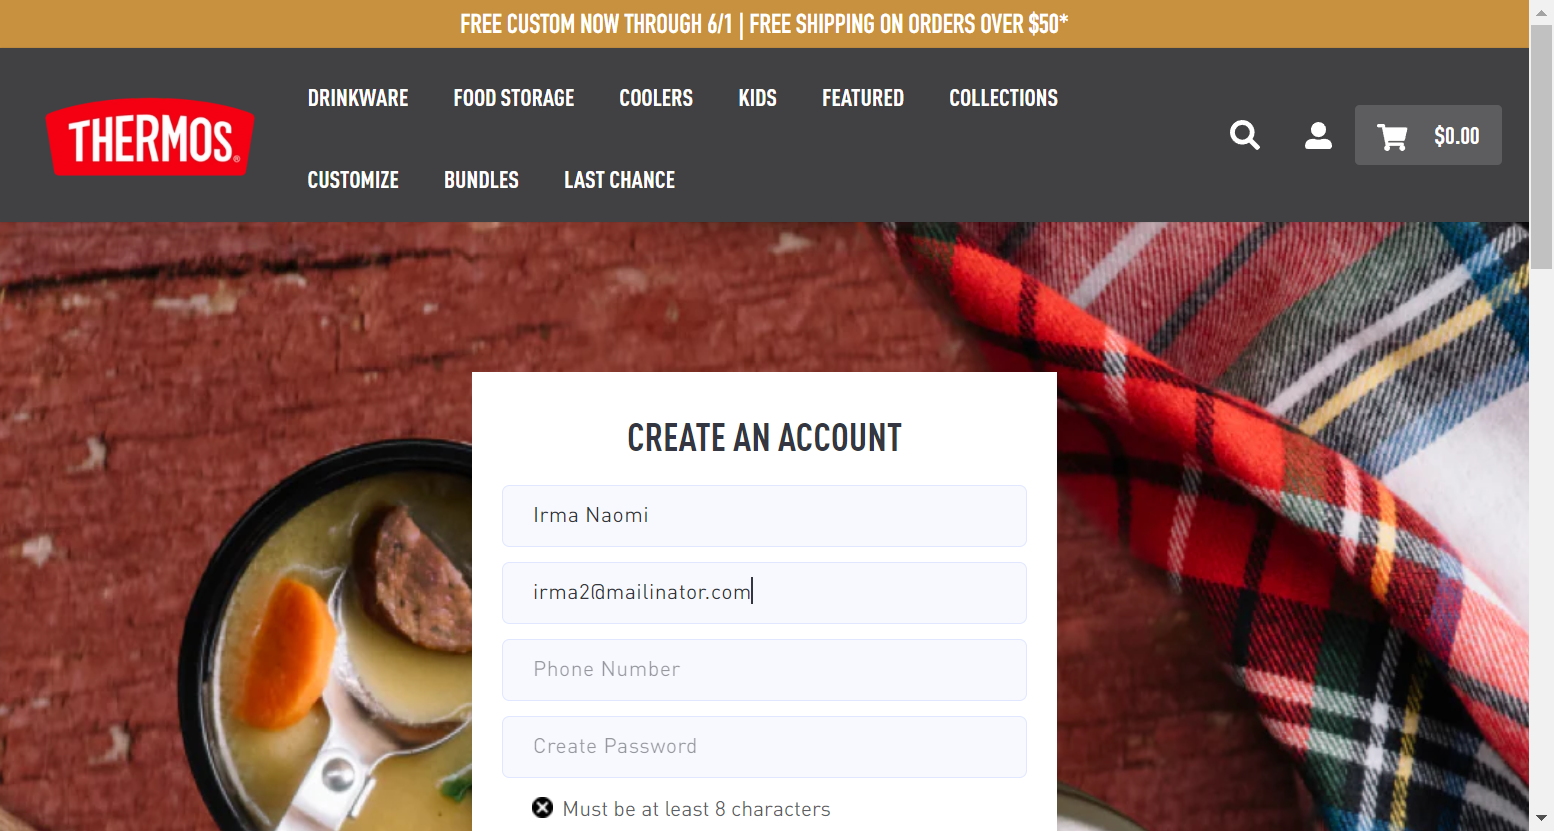 FREE CUSTOM NOW THROUGH 6/1 | FREE SHIPPING ON ORDERS OVER $50*
THERMOS®
DRINKWARE FOOD STORAGE COOLERS KIDS FEATURED COLLECTIONS
CUSTOMIZE BUNDLES LAST CHANCE
$0.00
CREATE AN ACCOUNT
Irma Naomi
irma2@mailinator.com
Phone Number
Create Password
Must be at least 8 characters